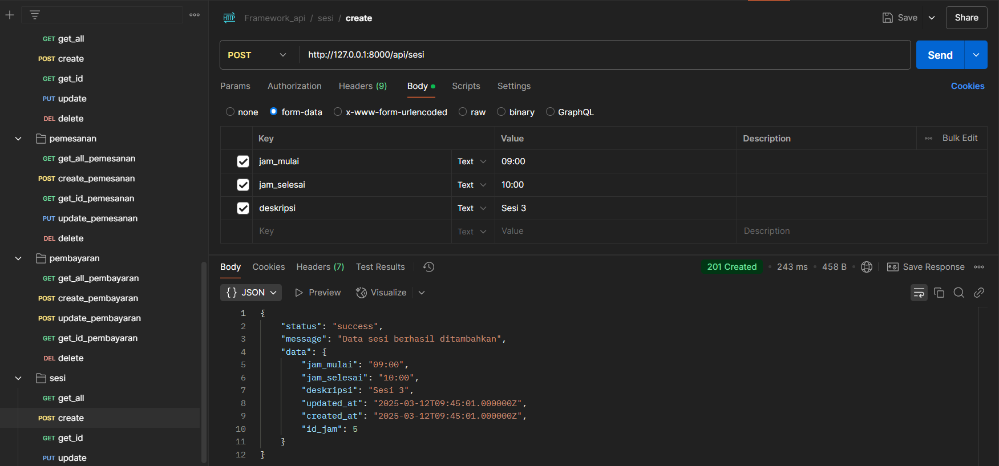 HTTP Framework_api / sesi / create
Save
Share
GET get_all
POST create
GET get_id
PUT update
DEL delete
pemesanan
GET get_all_pemesanan
POST create_pemesanan
GET get_id_pemesanan
PUT update_pemesanan
DEL delete
pembayaran
GET get_all_pembayaran
POST create_pembayaran
POST update_pembayaran
GET get_id_pembayaran
DEL delete
sesi
GET get_all
POST create
GET get_id
PUT update
POST http://127.0.0.1:8000/api/sesi
Send
Params Authorization Headers (9) Body Scripts Settings Cookies
none form-data x-www-form-urlencoded raw binary GraphQL
Key Value Description Bulk Edit
jam_mulai Text 09:00
jam_selesai Text 10:00
deskripsi Text Sesi 3
Key Text Value Description
Body Cookies Headers (7) Test Results 201 Created 243 ms 458 B e.g. Save Response
{} JSON Preview Visualize
1 {
2 "status": "success",
3 "message": "Data sesi berhasil ditambahkan",
4 "data": {
5 "jam_mulai": "09:00",
6 "jam_selesai": "10:00",
7 "deskripsi": "Sesi 3",
8 "updated_at": "2025-03-12T09:45:01.000000Z",
9 "created_at": "2025-03-12T09:45:01.000000Z",
10 "id_jam": 5
11 }
12 }